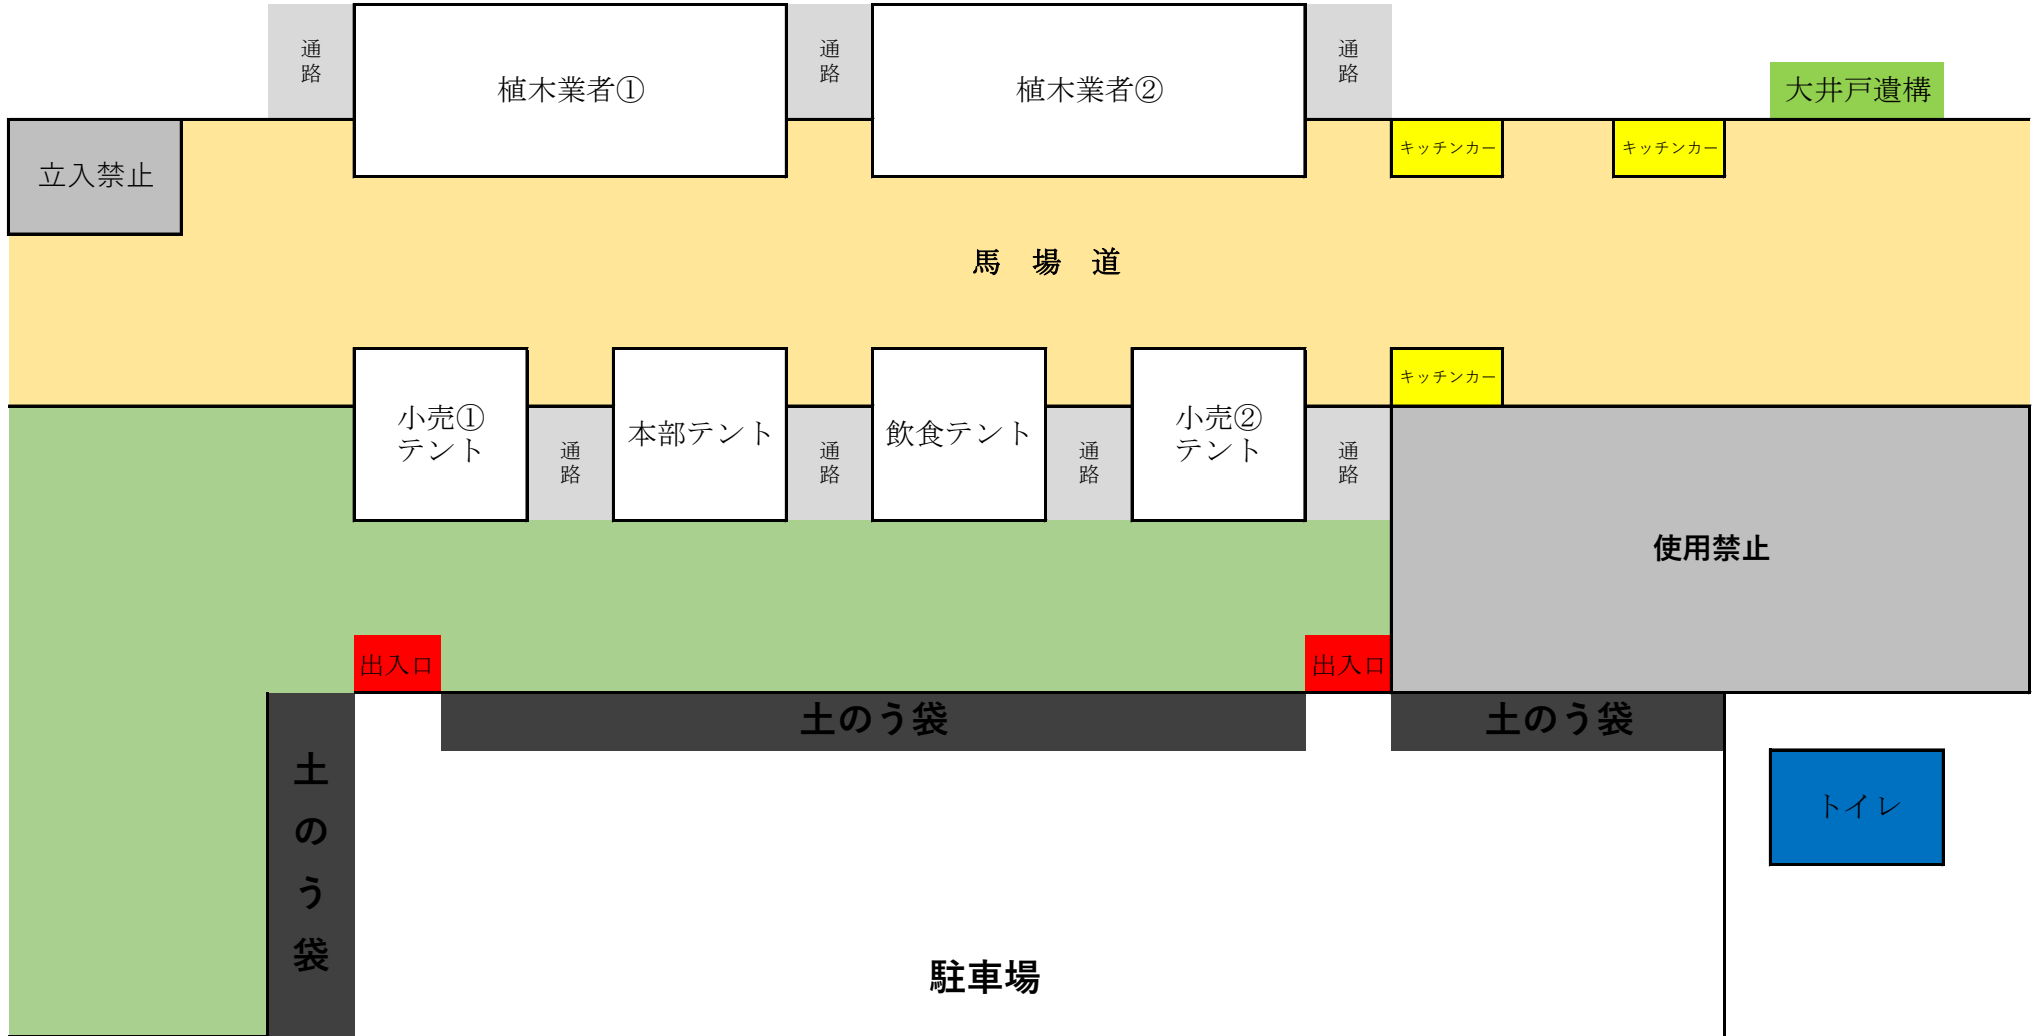 通路
植木業者①
通路
植木業者②
通路
大井戸遺構
立入禁止
キッチンカー
キッチンカー
馬 場 道
キッチンカー
小売①
テント
通路
本部テント
通路
飲食テント
通路
小売②
テント
通路
使用禁止
出入口
出入口
土のう袋
土のう袋
土のう袋
トイレ
駐車場